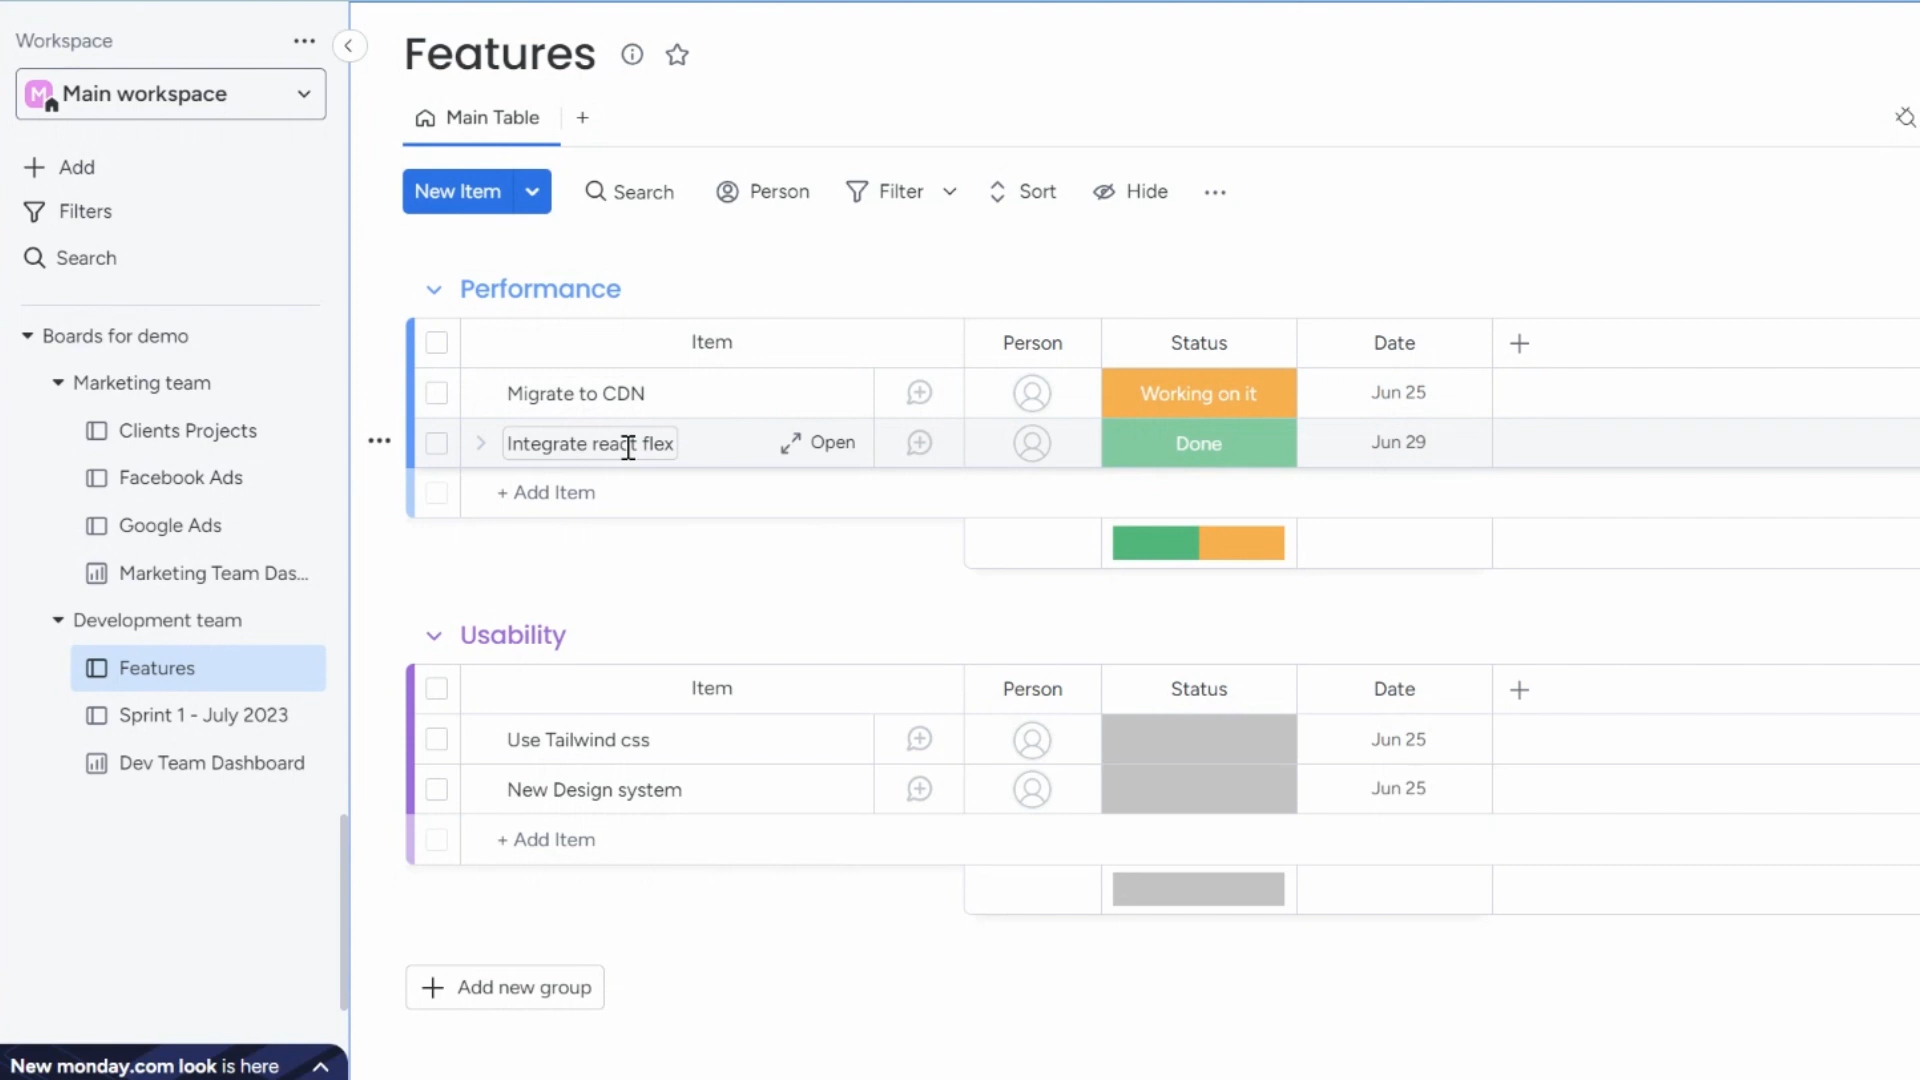 Workspace
M Main workspace
Add
Filters
Search
Boards for demo
Marketing team
Clients Projects
Facebook Ads
Google Ads
Marketing Team Das...
Development team
Features
Sprint 1 - July 2023
Dev Team Dashboard
New monday.com look is here
Features
Main Table
New Item Search Person Filter Sort Hide
Performance
Item Person Status Date
Migrate to CDN Working on it Jun 25
Integrate react flex Open Done Jun 29
+ Add Item
Usability
Item Person Status Date
Use Tailwind css Jun 25
New Design system Jun 25
+ Add Item
Add new group